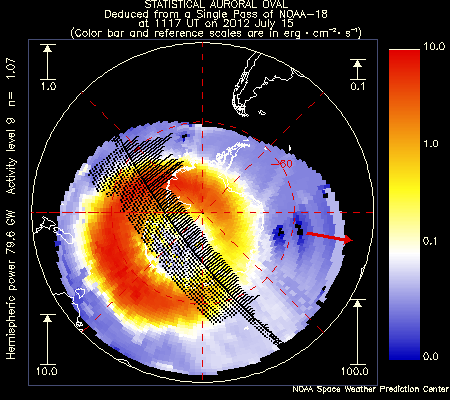 STATISTICAL AURORAL OVAL
Deduced from a Single Pass of NOAA-18
at 1117 UT on 2012 July 15
(Color bar and reference scales are in erg · cm⁻² · s⁻¹)
Hemispheric power 79.6 GW Activity level 9 n= 1.07
1.0
0.1
10.0
100.0
-60
10.0
1.0
0.1
0.0
NOAA Space Weather Prediction Center